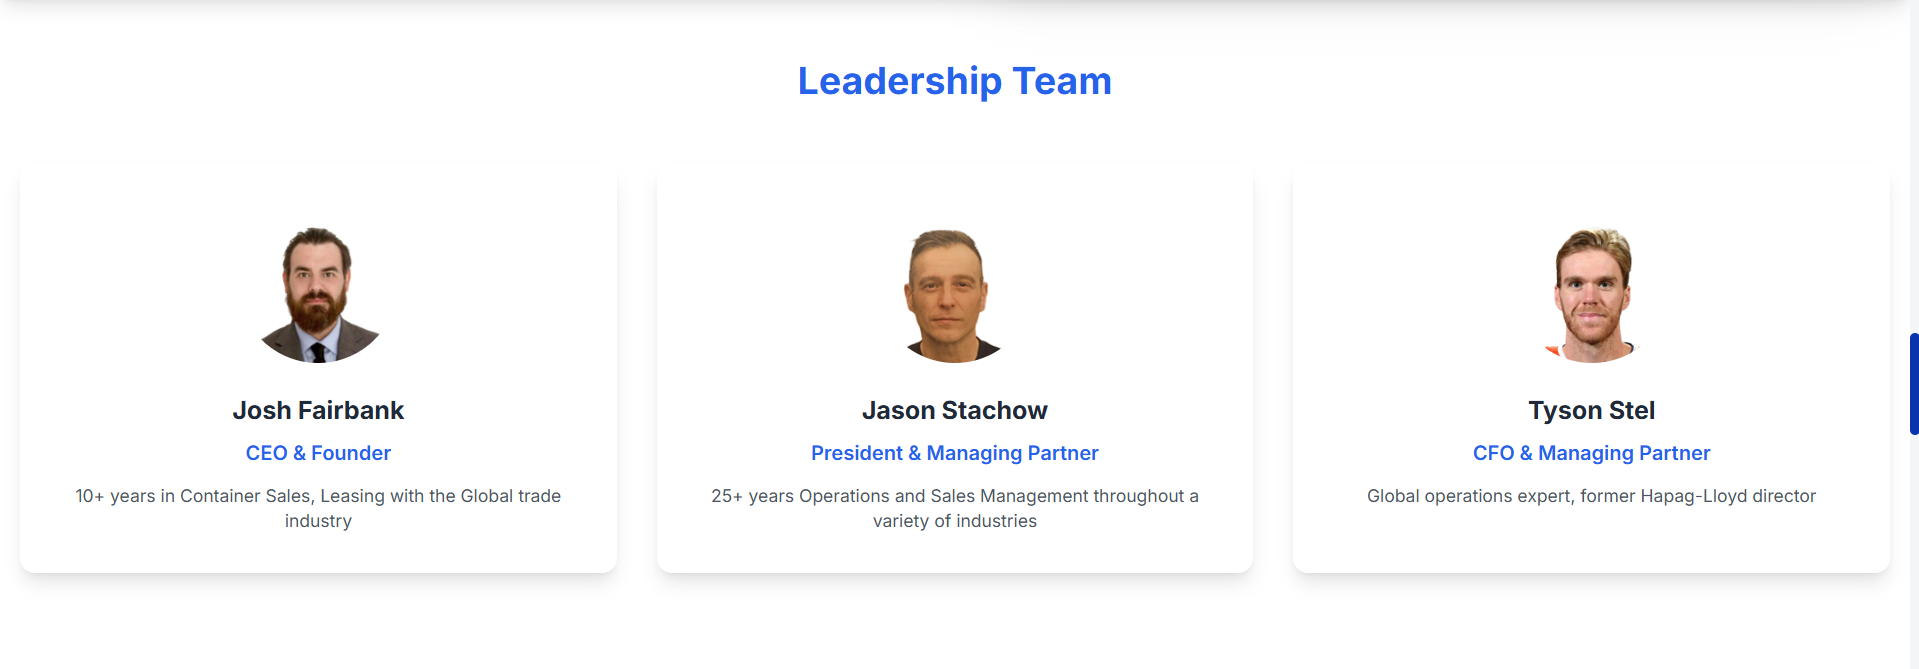 Leadership Team
Josh Fairbank
CEO & Founder
10+ years in Container Sales, Leasing with the Global trade
industry
Jason Stachow
President & Managing Partner
25+ years Operations and Sales Management throughout a
variety of industries
Tyson Stel
CFO & Managing Partner
Global operations expert, former Hapag-Lloyd director